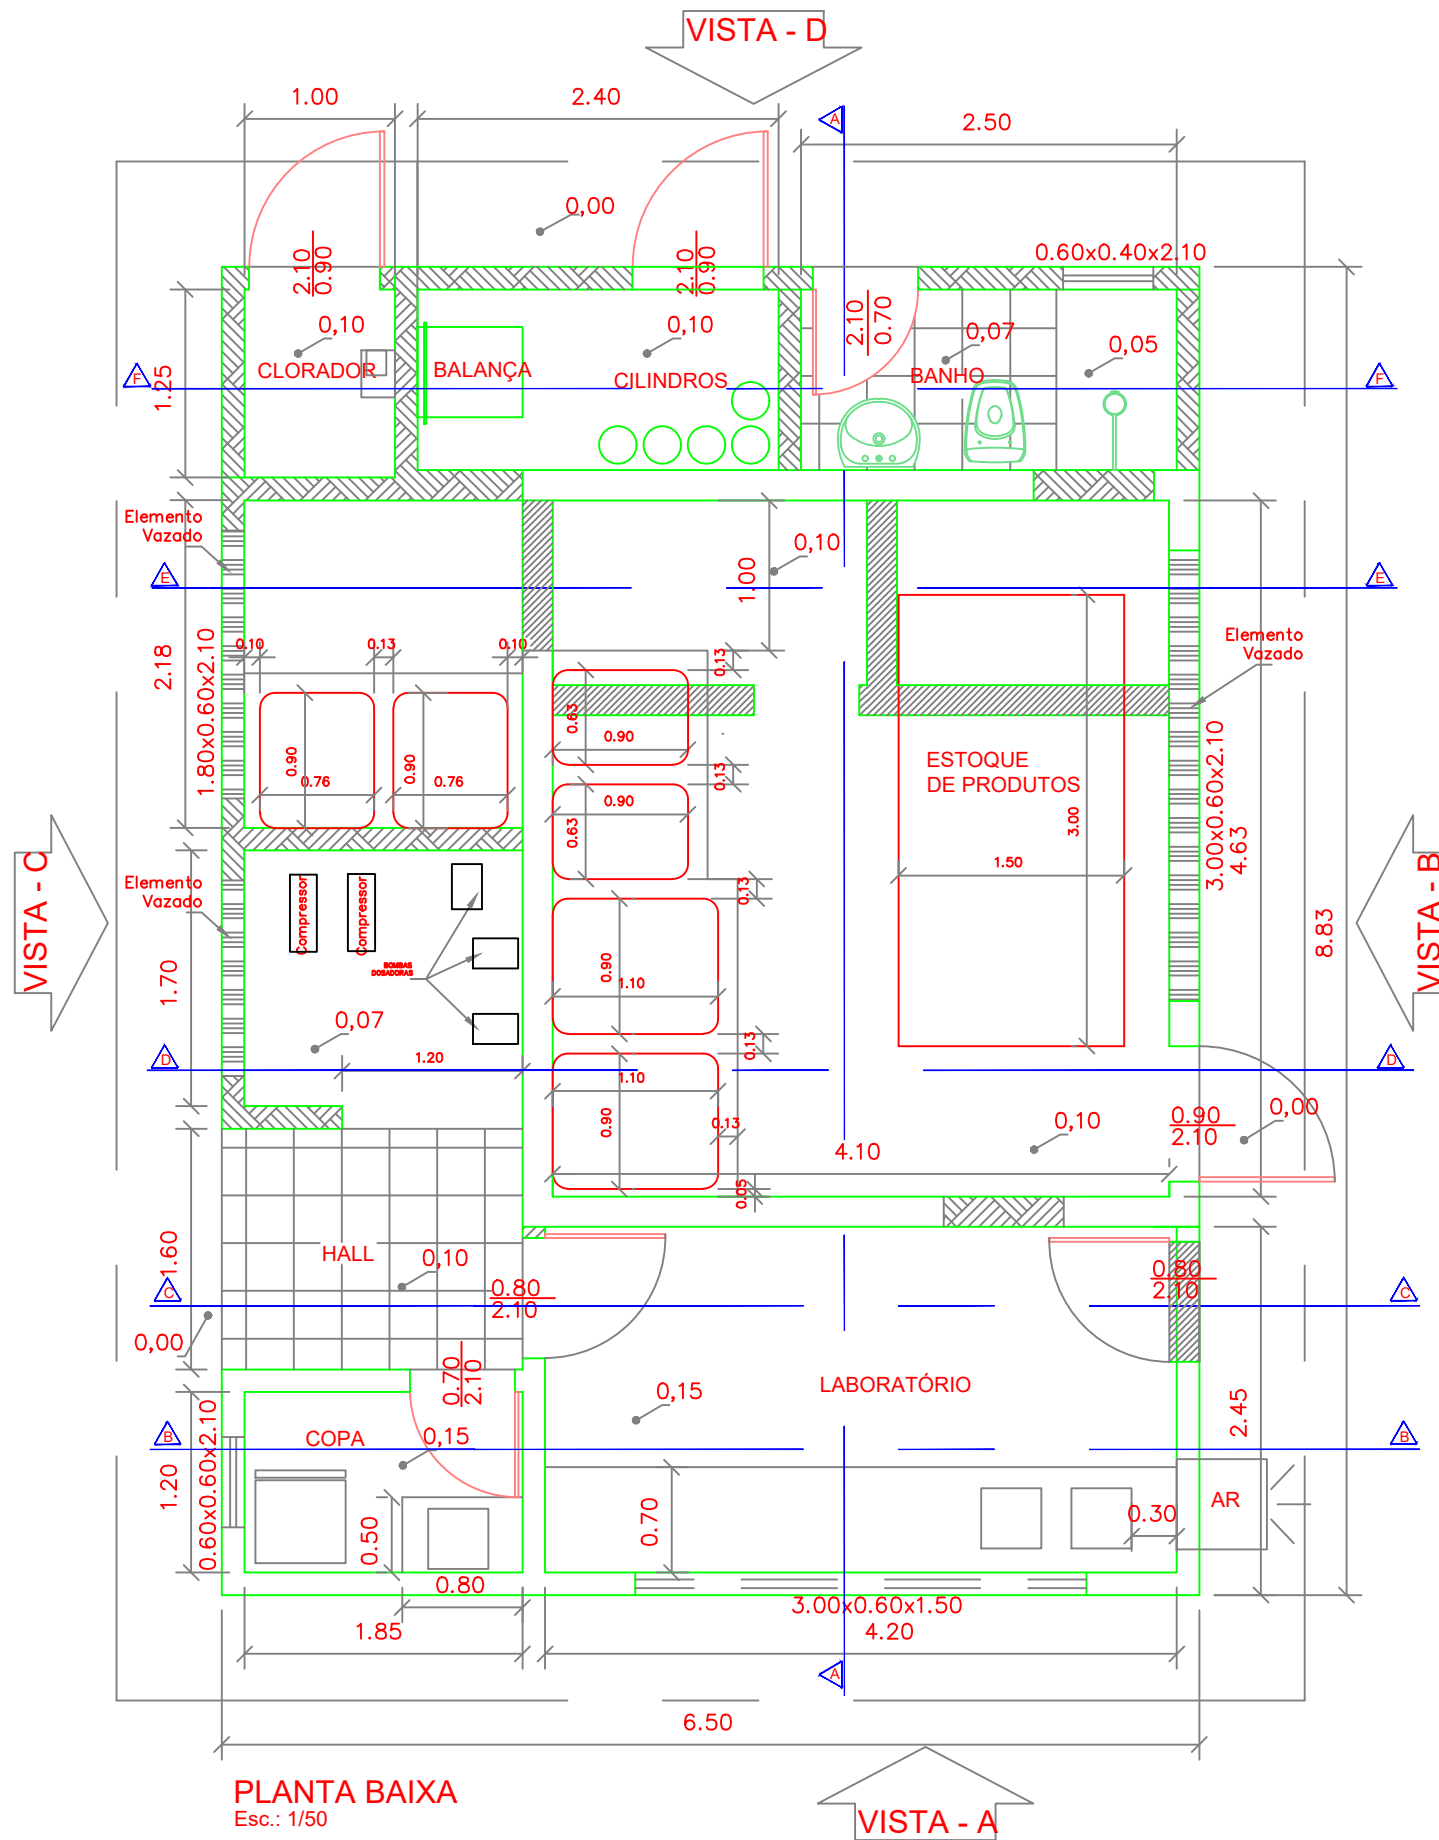 VISTA - D
1.00
2.40
A
2.50
0,00
2.10
0.90
2.10
0.90
0.60x0.40x2.10
0,10
0,10
2.10
0.70
0,07
0,05
CLORADOR
BALANÇA
CILINDROS
BANHO
F
F
1.25
Elemento
Vazado
0,10
1.00
E
E
2.18
1.80x0.60x2.10
0.10
0.13
0.10
0.13
Elemento
Vazado
0.63
0.90
0.90
0.76
0.90
0.76
0.13
ESTOQUE
DE PRODUTOS
0.90
0.63
3.00
1.50
3.00x0.60x2.10
4.63
8.83
VISTA - C
VISTA - B
Elemento
Vazado
Compressor
Compressor
BOMBAS
DOSADORAS
0.13
0.90
1.10
1.70
0,07
1.20
0.13
D
D
1.10
0.90
0.13
0,10
0.90
2.10
0,00
4.10
0.05
1.60
HALL
0,10
0.80
2.10
0.80
2.10
C
C
0,00
0.70
2.10
LABORATÓRIO
0,15
2.45
COPA
0,15
B
B
1.20
0.60x0.60x2.10
0.50
0.70
0.30
AR
0.80
3.00x0.60x1.50
1.85
4.20
A
6.50
PLANTA BAIXA
Esc.: 1/50
VISTA - A